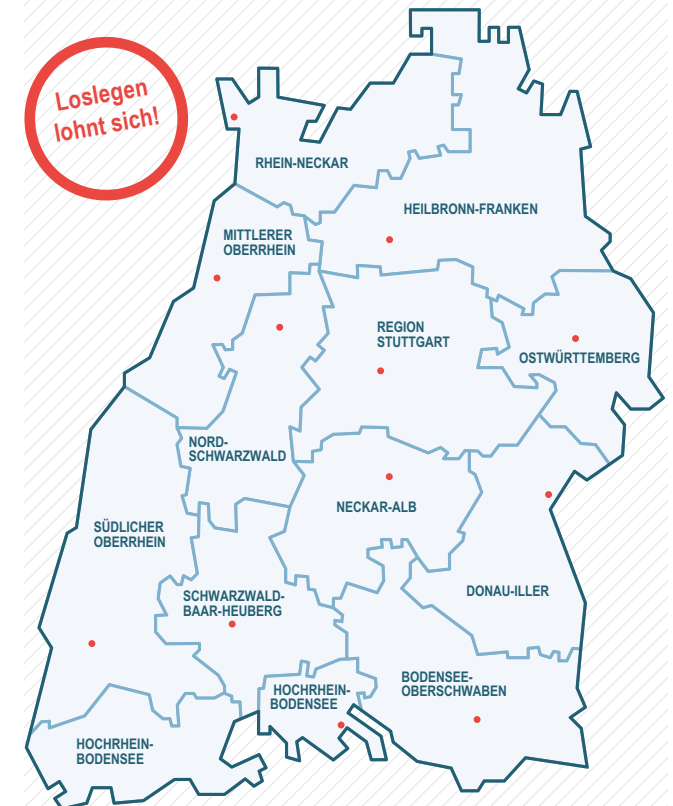 Loslegen
lohnt sich!
RHEIN-NECKAR
HEILBRONN-FRANKEN
MITTLERER
OBERRHEIN
REGION
STUTTGART
OSTWÜRTTEMBERG
NORD-
SCHWARZWALD
NECKAR-ALB
SÜDLICHER
OBERRHEIN
SCHWARZWALD-
BAAR-HEUBERG
DONAU-ILLER
BODENSEE-
OBERSCHWABEN
HOCHRHEIN-
BODENSEE
HOCHRHEIN-
BODENSEE